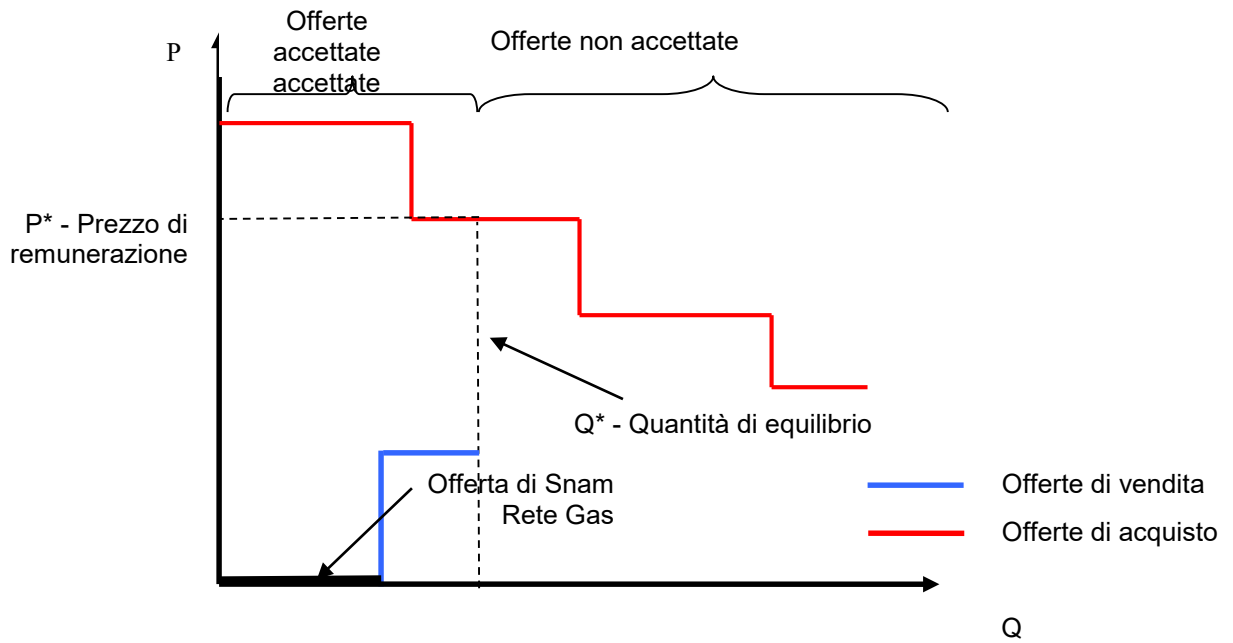 Offerte
accettate
accettate
Offerte non accettate
P
P* - Prezzo di
remunerazione
Q* - Quantità di equilibrio
Offerta di Snam
Rete Gas
Offerte di vendita
Offerte di acquisto
Q